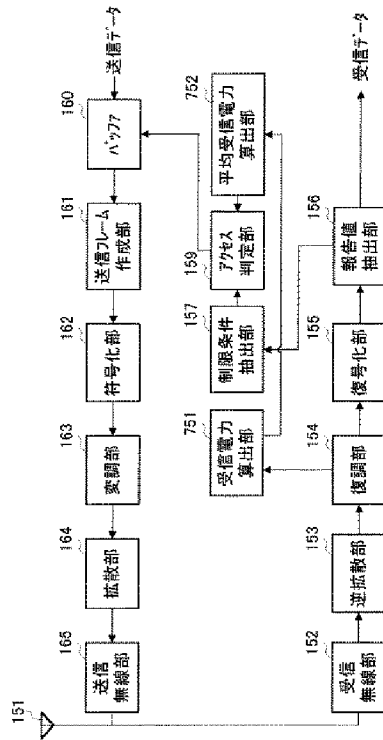 151
165
送信
無線部
164
拡散部
163
変調部
162
符号化部
161
送信フレーム
作成部
160
バッファ
送信データ
751
受信電力
算出部
157
制限条件
抽出部
159
アクセス
判定部
752
平均受信電力
算出部
152
受信
無線部
153
逆拡散部
154
復調部
155
復号化部
156
報告値
抽出部
受信データ